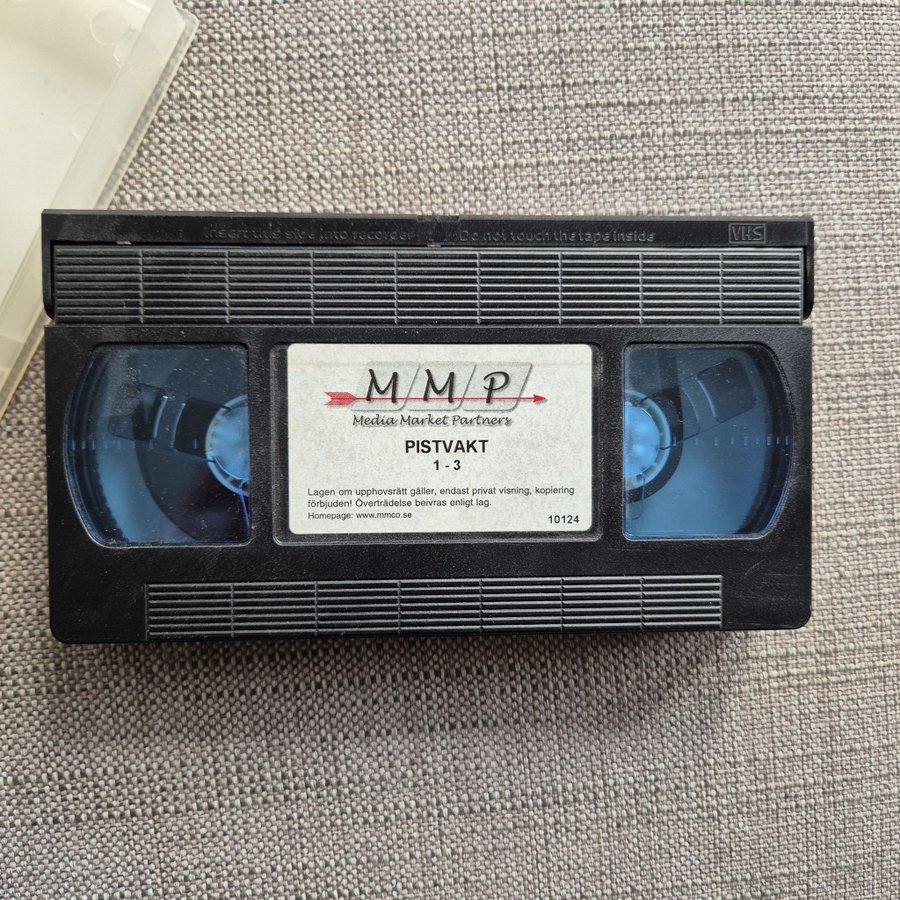 Insert this side into recorder Do not touch the tape inside VHS
M M P
Media Market Partners
PISTVAKT
1 - 3
Lagen om upphovsrätt gäller, endast privat visning, kopiering
förbjuden! Överträdelse beivras enligt lag.
Homepage: www.mmco.se 10124